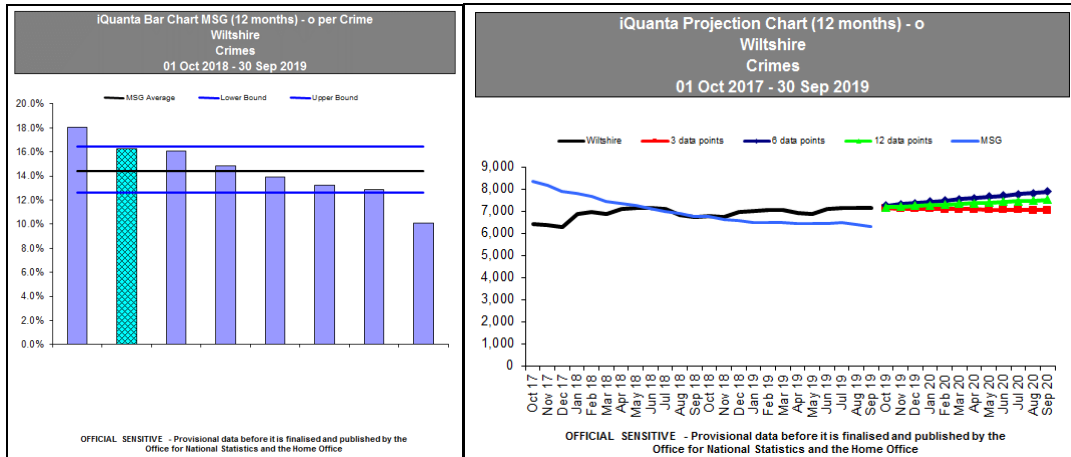 iQuanta Bar Chart MSG (12 months) - o per Crime
Wiltshire
Crimes
01 Oct 2018 - 30 Sep 2019
MSG Average
Lower Bound
Upper Bound
20.0%
18.0%
16.0%
14.0%
12.0%
10.0%
8.0%
6.0%
4.0%
2.0%
0.0%
OFFICIAL SENSITIVE - Provisional data before it is finalised and published by the
Office for National Statistics and the Home Office
iQuanta Projection Chart (12 months) - o
Wiltshire
Crimes
01 Oct 2017 - 30 Sep 2019
Wiltshire
3 data points
6 data points
12 data points
MSG
9,000
8,000
7,000
6,000
5,000
4,000
3,000
2,000
1,000
0
Oct 17
Nov 17
Dec 17
Jan 18
Feb 18
Mar 18
Apr 18
May 18
Jun 18
Jul 18
Aug 18
Sep 18
Oct 18
Nov 18
Dec 18
Jan 19
Feb 19
Mar 19
Apr 19
May 19
Jun 19
Jul 19
Aug 19
Sep 19
Oct 19
Nov 19
Dec 19
Jan 20
Feb 20
Mar 20
Apr 20
May 20
Jun 20
Jul 20
Aug 20
Sep 20
OFFICIAL SENSITIVE - Provisional data before it is finalised and published by the
Office for National Statistics and the Home Office